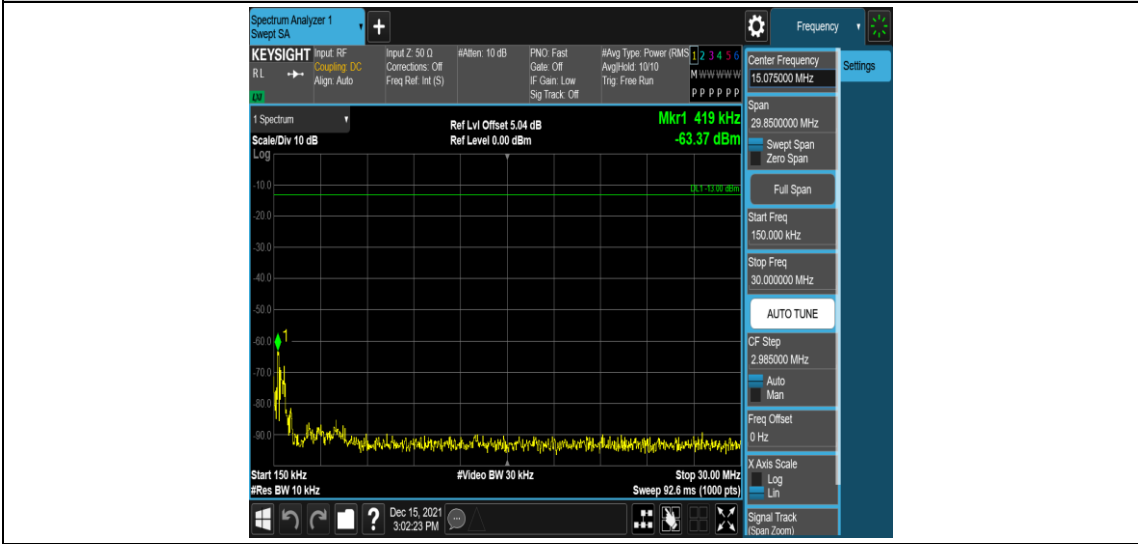 Spectrum Analyzer 1
Swept SA
+
Frequency
KEYSIGHT
RL
Input: RF
Coupling: DC
Align: Auto
Input Z: 50 Ω
Corrections: Off
Freq Ref: Int (S)
#Atten: 10 dB
PNO: Fast
Gate: Off
IF Gain: Low
Sig Track: Off
#Avg Type: Power (RMS
Avg|Hold: 10/10
Trig: Free Run
1 2 3 4 5 6
M W W W W W
P P P P P P
1 Spectrum
Scale/Div 10 dB
Log
Ref Lvl Offset 5.04 dB
Ref Level 0.00 dBm
Mkr1 419 kHz
-63.37 dBm
DL1 -13.00 dBm
-10.0
-20.0
-30.0
-40.0
-50.0
-60.0
1
-70.0
-80.0
-90.0
Start 150 kHz
#Res BW 10 kHz
#Video BW 30 kHz
Stop 30.00 MHz
Sweep 92.6 ms (1000 pts)
?
Dec 15, 2021
3:02:23 PM
Center Frequency
15.075000 MHz
Settings
Span
29.8500000 MHz
Swept Span
Zero Span
Full Span
Start Freq
150.000 kHz
Stop Freq
30.000000 MHz
AUTO TUNE
CF Step
2.985000 MHz
Auto
Man
Freq Offset
0 Hz
X Axis Scale
Log
Lin
Signal Track
(Span Zoom)